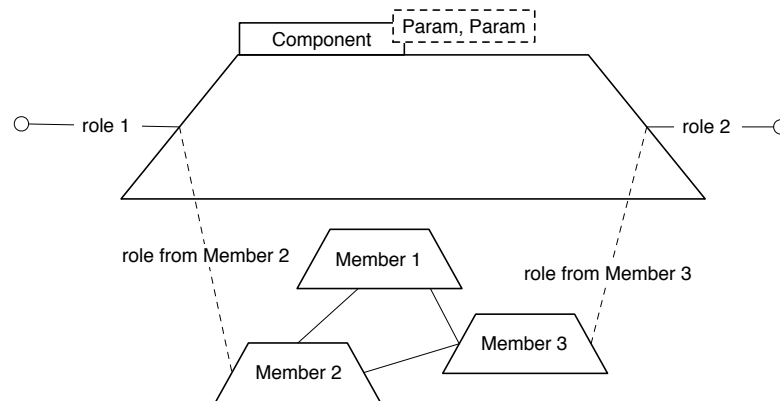 Param, Param
Component
role 1
role 2
role from Member 2
Member 1
role from Member 3
Member 3
Member 2